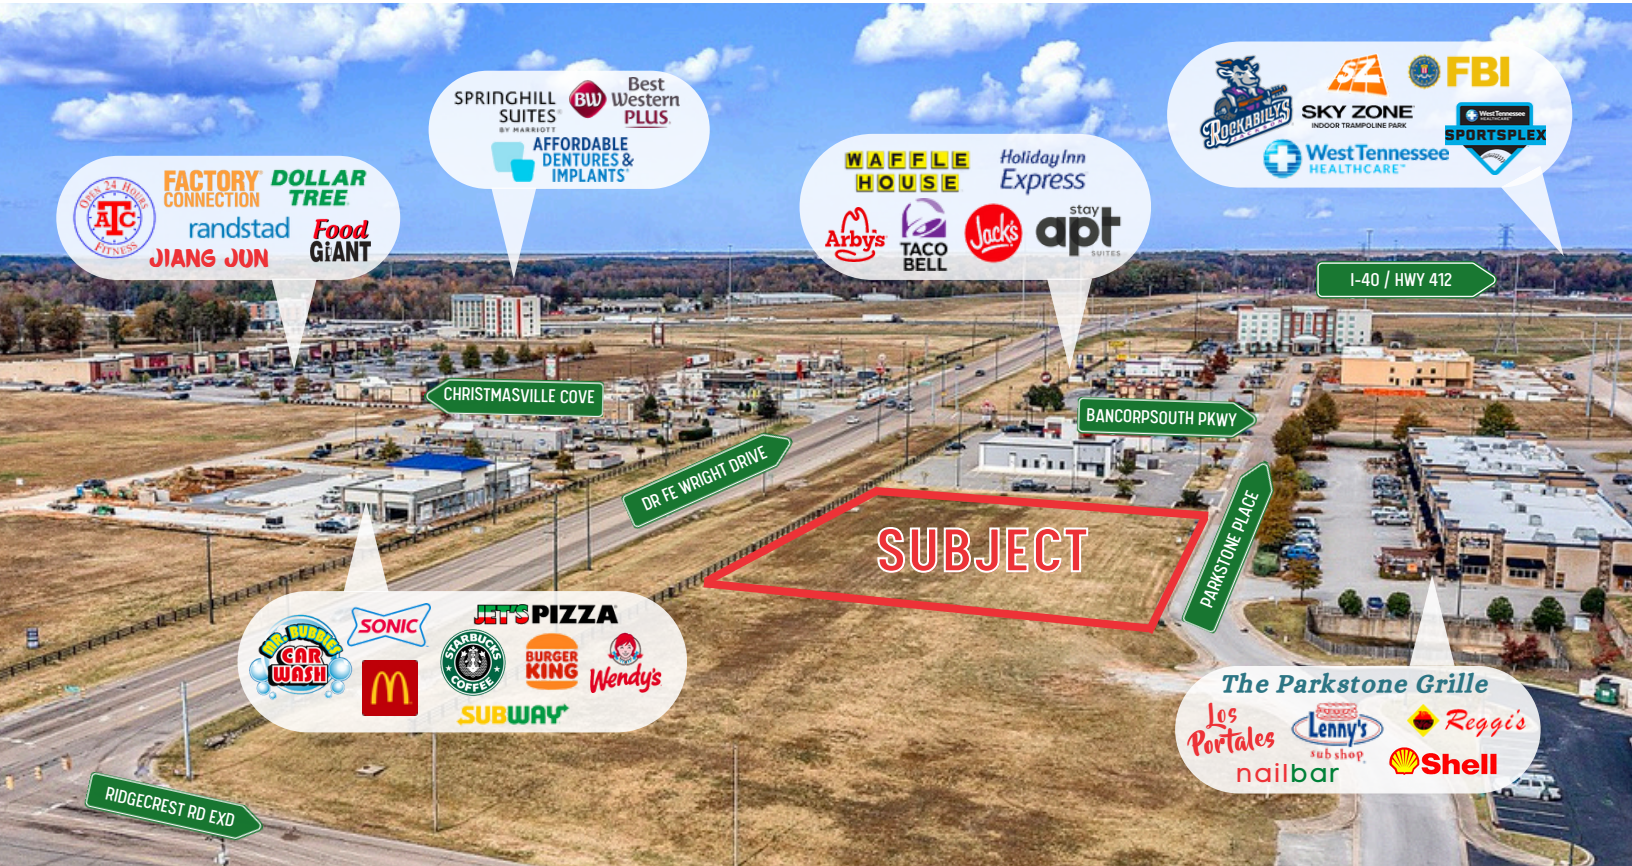 OPEN 24 HOURS
ATC
FITNESS
FACTORY
CONNECTION
DOLLAR
TREE
randstad
JIANG JUN
Food
GiANT
SPRINGHILL
SUITES
BY MARRIOTT
BW
Best
Western
PLUS
AFFORDABLE
DENTURES &
IMPLANTS
WAFFLE
HOUSE
Holiday Inn
Express
Arby's
TACO
BELL
Jack's
stay
apt
SUITES
ROCKABILLYS
JACKSON
SZ
SKY ZONE
INDOOR TRAMPOLINE PARK
FBI
West Tennessee
HEALTHCARE
West Tennessee
HEALTHCARE
SPORTSPLEX
I-40 / HWY 412
CHRISTMASVILLE COVE
BANCORPSOUTH PKWY
DR FE WRIGHT DRIVE
SUBJECT
PARKSTONE PLACE
MR. BUBBLES
CAR
WASH
SONIC
JET'S PIZZA
STARBUCKS
COFFEE
BURGER
KING
Wendy's
SUBWAY
The Parkstone Grille
Los
Portales
Lenny's
sub shop
Reggi's
nailbar
Shell
RIDGECREST RD EXD